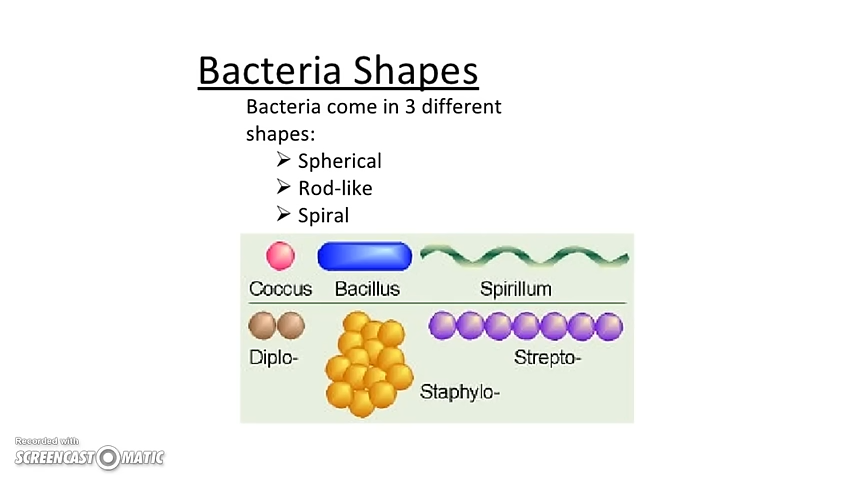 Bacteria Shapes
Bacteria come in 3 different
shapes:
Spherical
Rod-like
Spiral
Coccus Bacillus Spirillum
Diplo- Strepto-
Staphylo-
Recorded with
SCREENCAST-O-MATIC